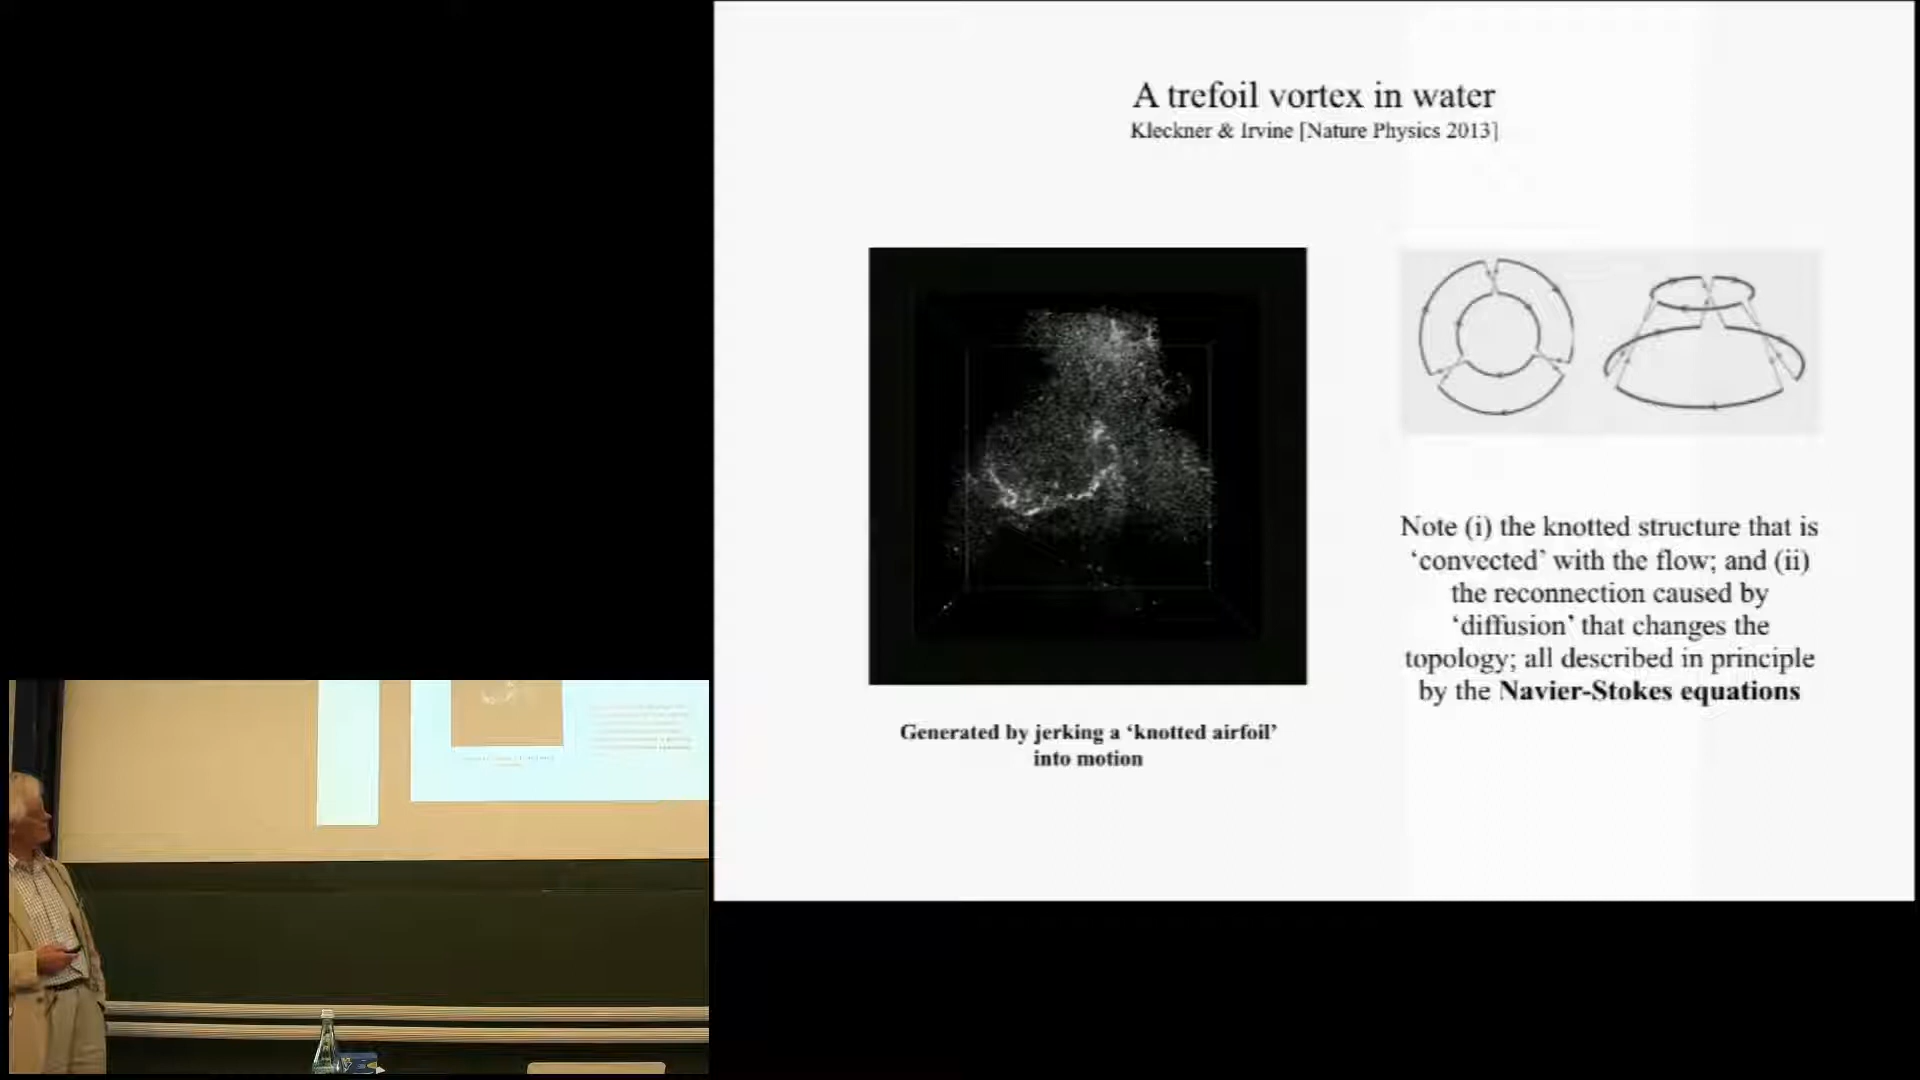 A trefoil vortex in water
Kleckner & Irvine [Nature Physics 2013]
Generated by jerking a ‘knotted airfoil’
into motion
Note (i) the knotted structure that is
‘convected’ with the flow; and (ii)
the reconnection caused by
‘diffusion’ that changes the
topology; all described in principle
by the Navier-Stokes equations